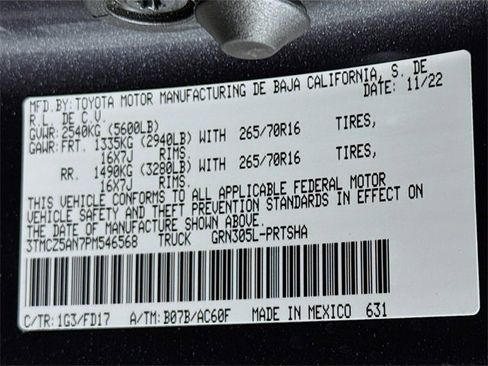 MFD.BY:TOYOTA MOTOR MANUFACTURING DE BAJA CALIFORNIA, S. DE
R.L. DE C.V. DATE: 11/22
GVWR: 2540KG (5600LB)
GAWR: FRT. 1335KG (2940LB) WITH 265/70R16 TIRES,
16X7J RIMS.
RR. 1490KG (3280LB) WITH 265/70R16 TIRES,
16X7J RIMS.
THIS VEHICLE CONFORMS TO ALL APPLICABLE FEDERAL MOTOR
VEHICLE SAFETY AND THEFT PREVENTION STANDARDS IN EFFECT ON
THE DATE OF MANUFACTURE SHOWN ABOVE.
3TMCZ5AN7PM546568 TRUCK GRN305L-PRTSHA
C/TR: 1G3/FD17 A/TM: B07B/AC60F MADE IN MEXICO 631